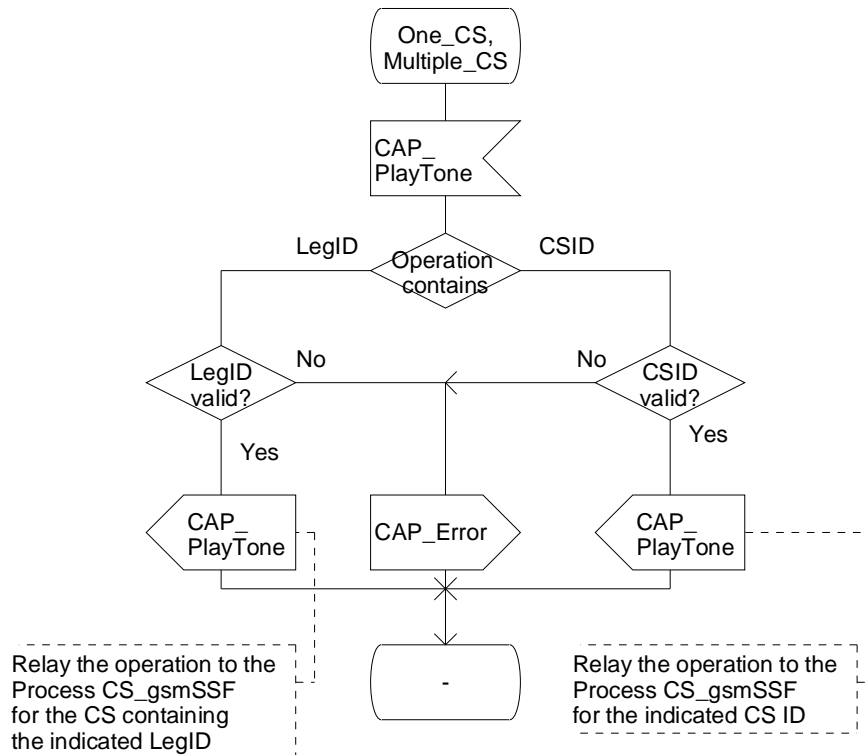 One_CS,
Multiple_CS
CAP_
PlayTone
LegID
Operation
contains
CSID
LegID
valid?
No
No
CSID
valid?
Yes
Yes
CAP_
PlayTone
CAP_Error
CAP_
PlayTone
-
Relay the operation to the
Process CS_gsmSSF
for the CS containing
the indicated LegID
Relay the operation to the
Process CS_gsmSSF
for the indicated CS ID